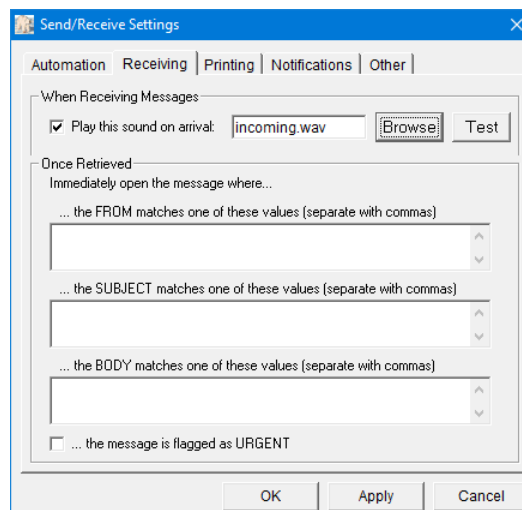 Send/Receive Settings
Automation Receiving Printing Notifications Other
When Receiving Messages
Play this sound on arrival: incoming.wav Browse Test
Once Retrieved
Immediately open the message where...
... the FROM matches one of these values (separate with commas)
... the SUBJECT matches one of these values (separate with commas)
... the BODY matches one of these values (separate with commas)
... the message is flagged as URGENT
OK Apply Cancel